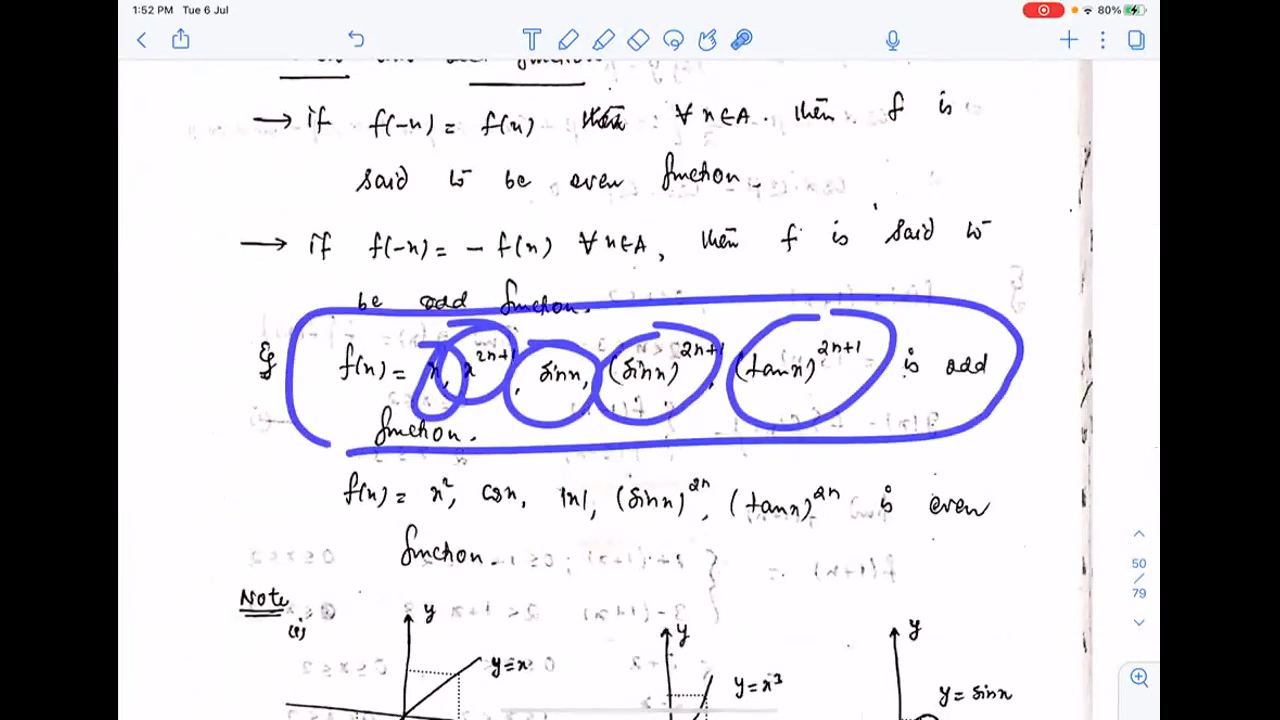 1:52 PM Tue 6 Jul
80%
→ if f(-x) = f(x) ∀ x∈A. then f is
said to be even function.
→ if f(-x) = - f(x) ∀ x∈A, then f is said to
be odd function.
Eg f(x) = x, x^2n+1, sinx, (sinx)^2n+1, (tanx)^2n+1 is odd
function.
f(x) = x², cosx, |x|, (sinx)^2n, (tanx)^2n is even
function.
50
/
79
Note
(1)
y
y
y
y=x
y=x³
y=sinx